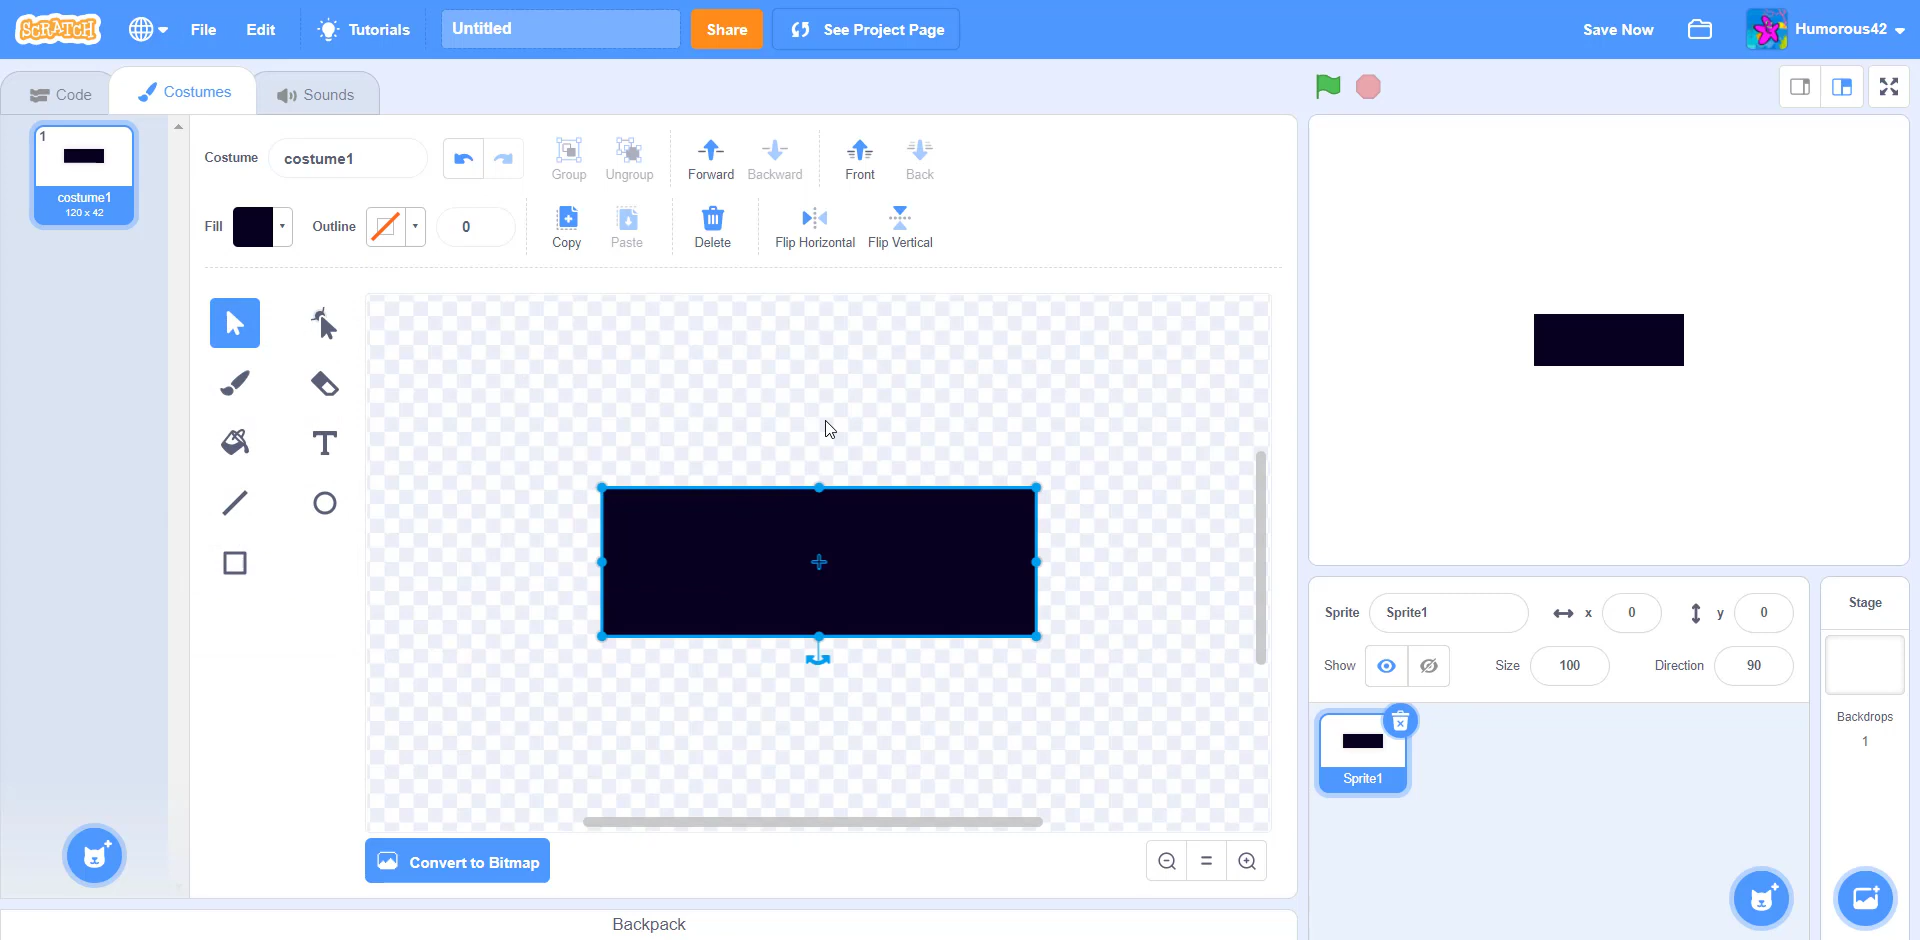 SCRATCH File Edit Tutorials Untitled Share See Project Page Save Now Humorous42
Code Costumes Sounds
1
costume1
120 x 42
Costume costume1 Group Ungroup Forward Backward Front Back
Fill Outline 0 Copy Paste Delete Flip Horizontal Flip Vertical
T
Convert to Bitmap
Backpack
Sprite Sprite1 x 0 y 0
Show Size 100 Direction 90
Sprite1
Stage
Backdrops
1